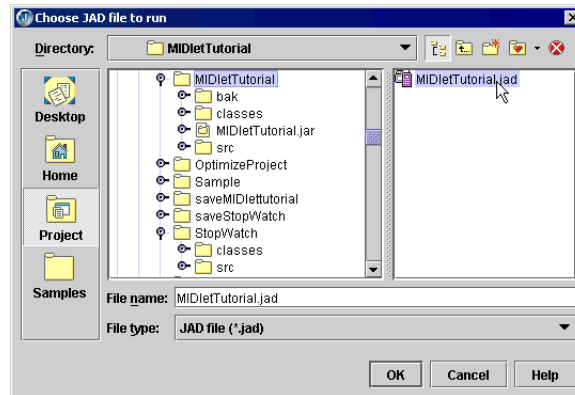 Choose JAD file to run
Directory: MIDletTutorial
Desktop
Home
Project
Samples
MIDletTutorial
bak
classes
MIDletTutorial.jar
src
OptimizeProject
Sample
saveMIDlettutorial
saveStopWatch
StopWatch
classes
src
MIDletTutorial.jad
File name: MIDletTutorial.jad
File type: JAD file (*.jad)
OK Cancel Help